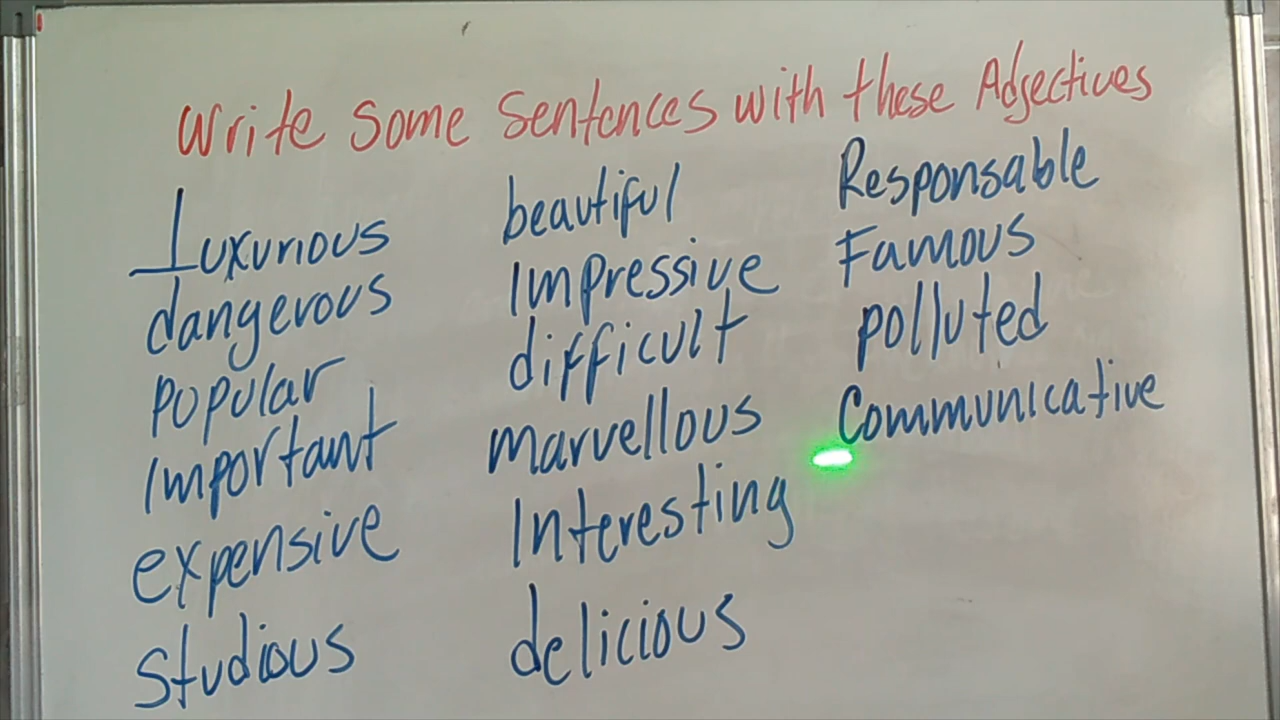 Write Some Sentences with these Adjectives
Luxurious
dangerous
popular
Important
expensive
Studious
beautiful
Impressive
difficult
marvellous
Interesting
delicious
Responsable
Famous
polluted
Communicative